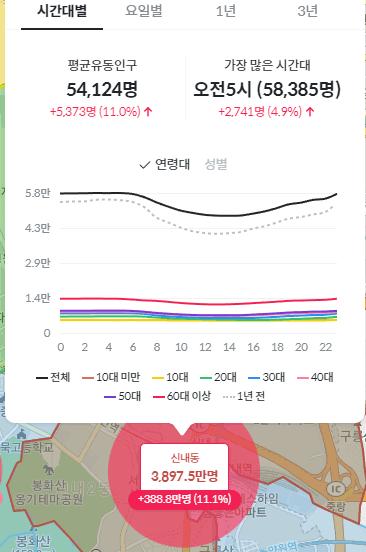 시간대별 요일별 1년 3년
평균유동인구 가장 많은 시간대
54,124명 오전5시 (58,385명)
+5,373명 (11.0%) ↑ +2,741명 (4.9%) ↑
✓ 연령대 성별
5.8만
4.3만
2.9만
1.4만
0
0 2 4 6 8 10 12 14 16 18 20 22
전체 10대 미만 10대 20대 30대 40대
50대 60대 이상 1년 전
신내동
3,897.5만명
+388.8만명 (11.1%)
봉화산
옹기테마공원
IC
중랑
봉화산